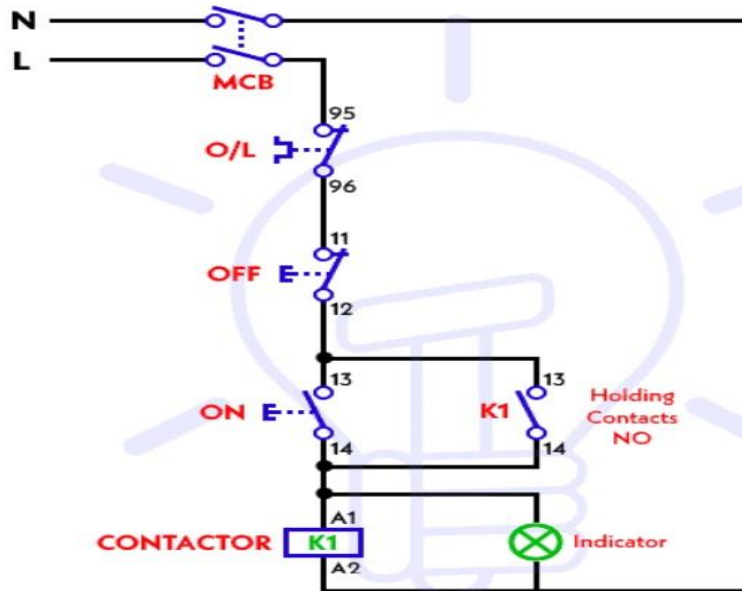 N
L
MCB
95
O/L
96
11
OFF
12
13
ON
14
13
K1
14
Holding
Contacts
NO
A1
CONTACTOR K1
A2
Indicator